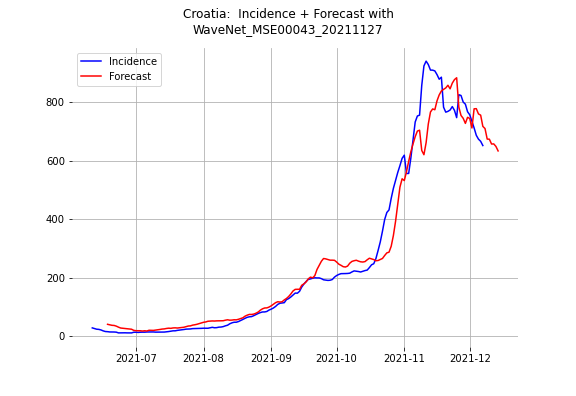 Croatia:  Incidence + Forecast with
WaveNet_MSE00043_20211127
Incidence
Forecast
800
600
400
200
0
2021-07 2021-08 2021-09 2021-10 2021-11 2021-12